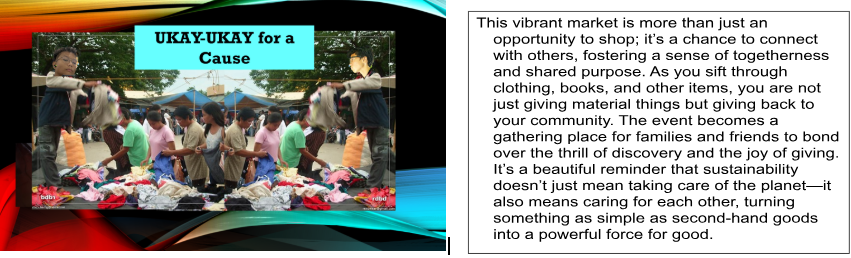 UKAY-UKAY for a
Cause
bdbs
robd
This vibrant market is more than just an
opportunity to shop; it's a chance to connect
with others, fostering a sense of togetherness
and shared purpose. As you sift through
clothing, books, and other items, you are not
just giving material things but giving back to
your community. The event becomes a
gathering place for families and friends to bond
over the thrill of discovery and the joy of giving.
It's a beautiful reminder that sustainability
doesn't just mean taking care of the planet—it
also means caring for each other, turning
something as simple as second-hand goods
into a powerful force for good.